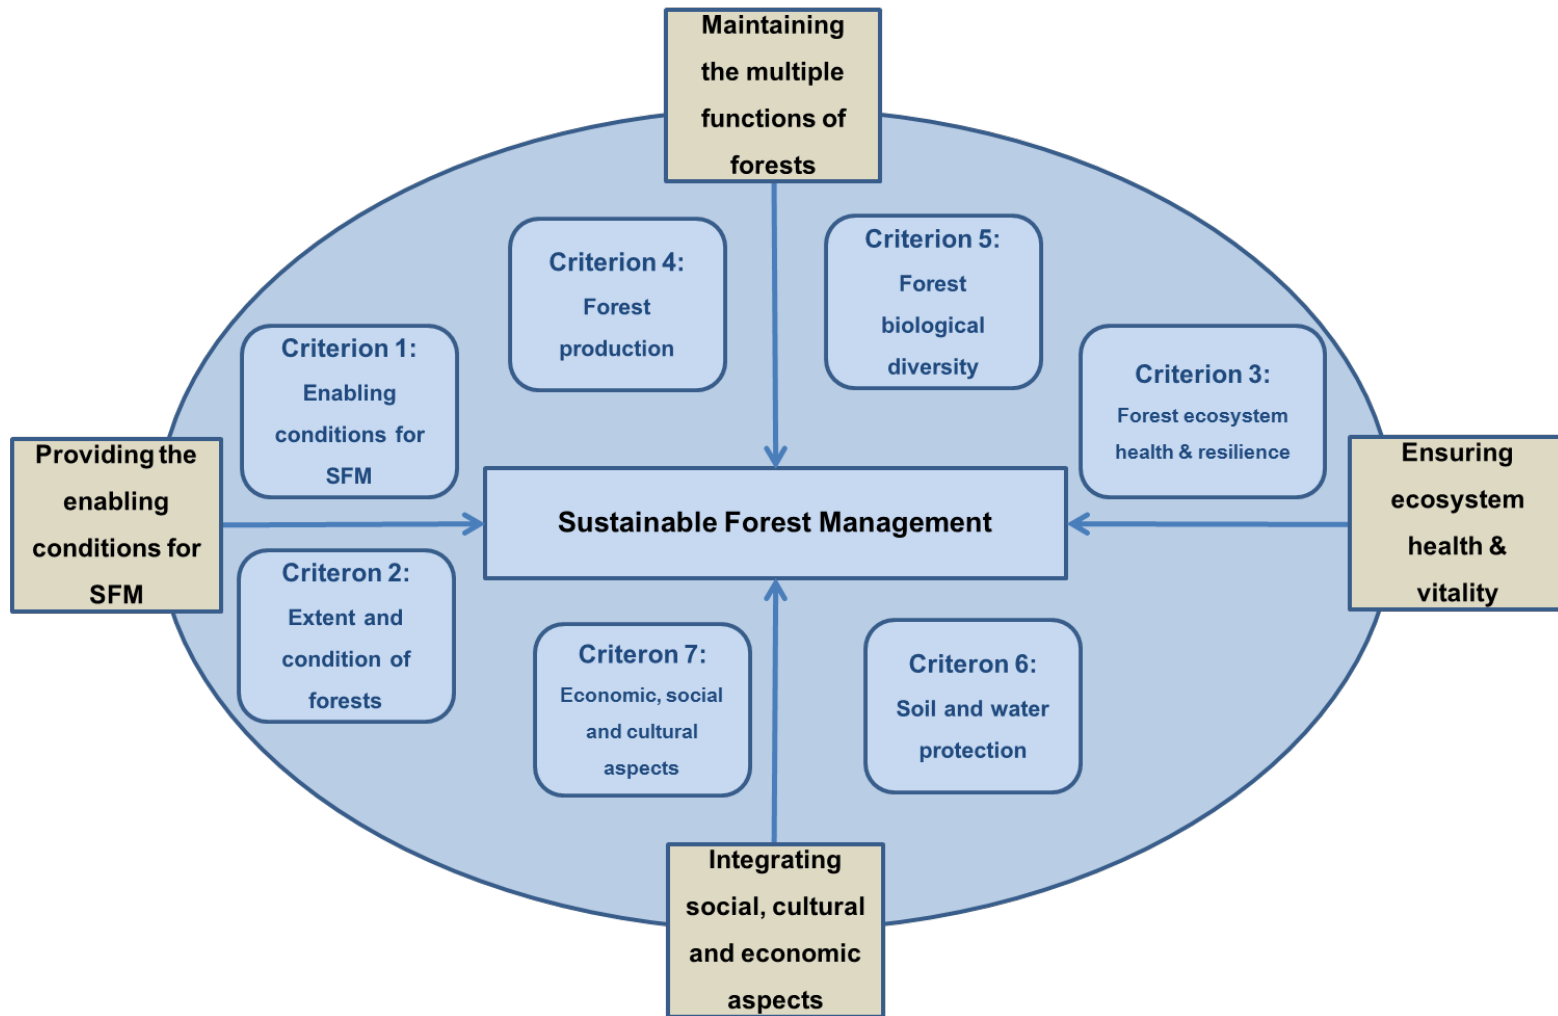 Maintaining
the multiple
functions of
forests
Criterion 4:
Forest
production
Criterion 5:
Forest
biological
diversity
Criterion 1:
Enabling
conditions for
SFM
Criterion 3:
Forest ecosystem
health & resilience
Providing the
enabling
conditions for
SFM
Sustainable Forest Management
Ensuring
ecosystem
health &
vitality
Criteron 2:
Extent and
condition of
forests
Criteron 7:
Economic, social
and cultural
aspects
Criteron 6:
Soil and water
protection
Integrating
social, cultural
and economic
aspects